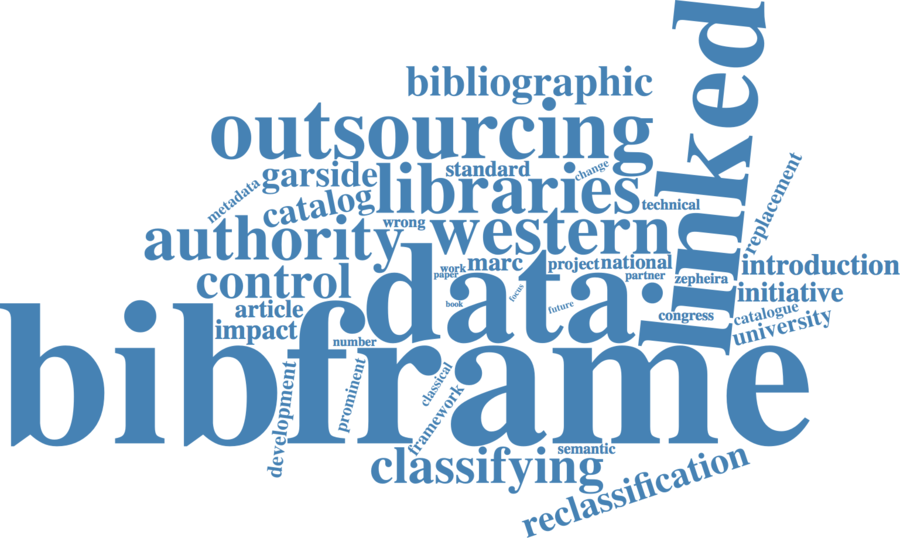 linked
bibliographic
outsourcing
standard
change
garside
libraries
metadata
catalog
technical
replacement
wrong
authority
western
work
marc
project
national
introduction
paper
partner
zepheira
control
data
focus
initiative
book
future
article
congress
catalogue
university
impact
number
bibframe
development
prominent
classical
framework
semantic
classifying
reclassification